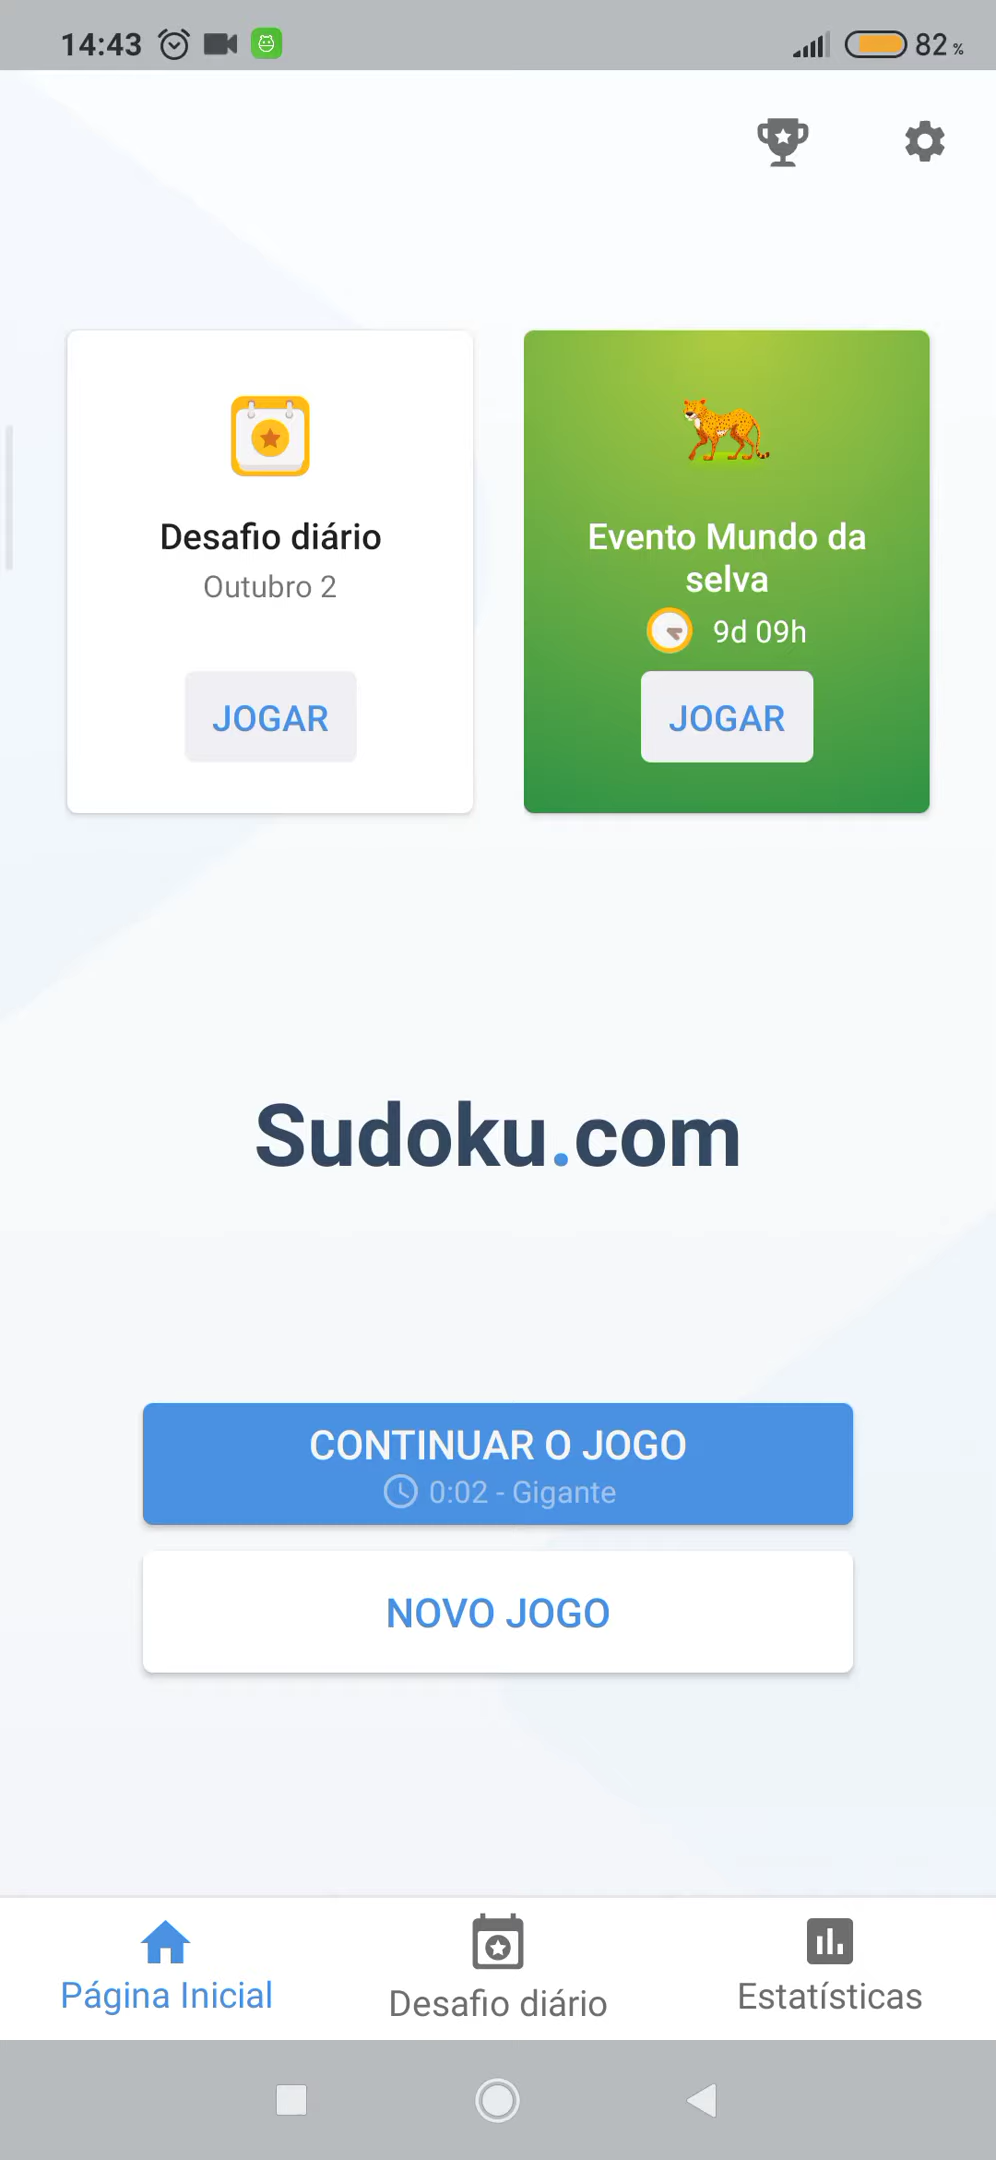 14:43
82 %
Desafio diário
Outubro 2
JOGAR
Evento Mundo da
selva
9d 09h
JOGAR
Sudoku.com
CONTINUAR O JOGO
0:02 - Gigante
NOVO JOGO
Página Inicial
Desafio diário
Estatísticas